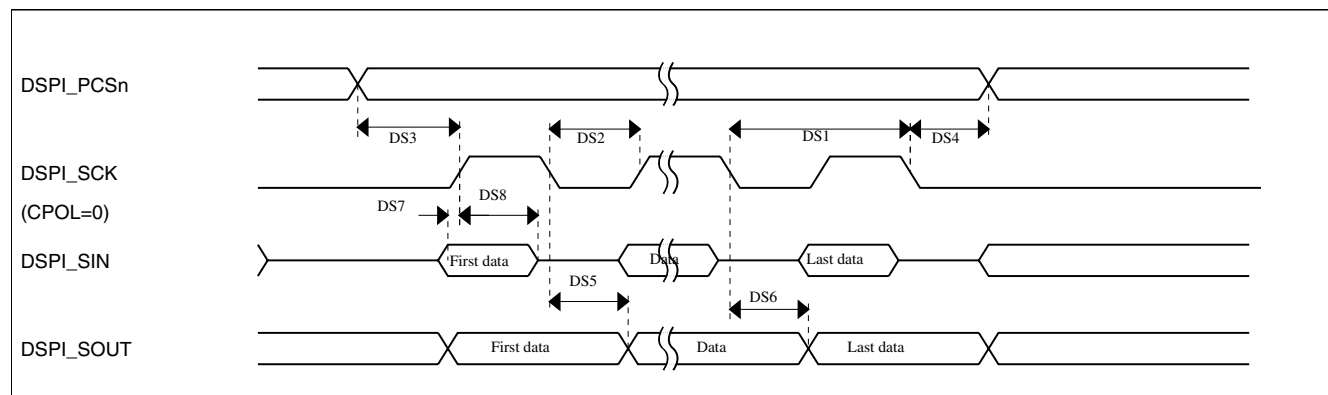 DSPI_PCSn
DS3
DS2
DS1
DS4
DSPI_SCK
(CPOL=0)
DS7
DS8
DSPI_SIN
First data
Data
Last data
DS5
DS6
DSPI_SOUT
First data
Data
Last data